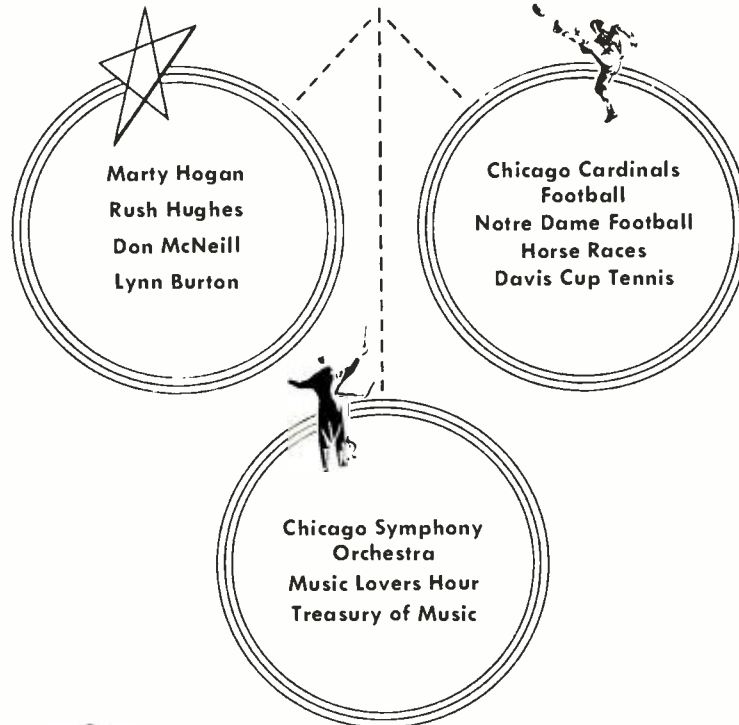 Marty Hogan
Rush Hughes
Don McNeill
Lynn Burton
Chicago Cardinals
Football
Notre Dame Football
Horse Races
Davis Cup Tennis
Chicago Symphony
Orchestra
Music Lovers Hour
Treasury of Music